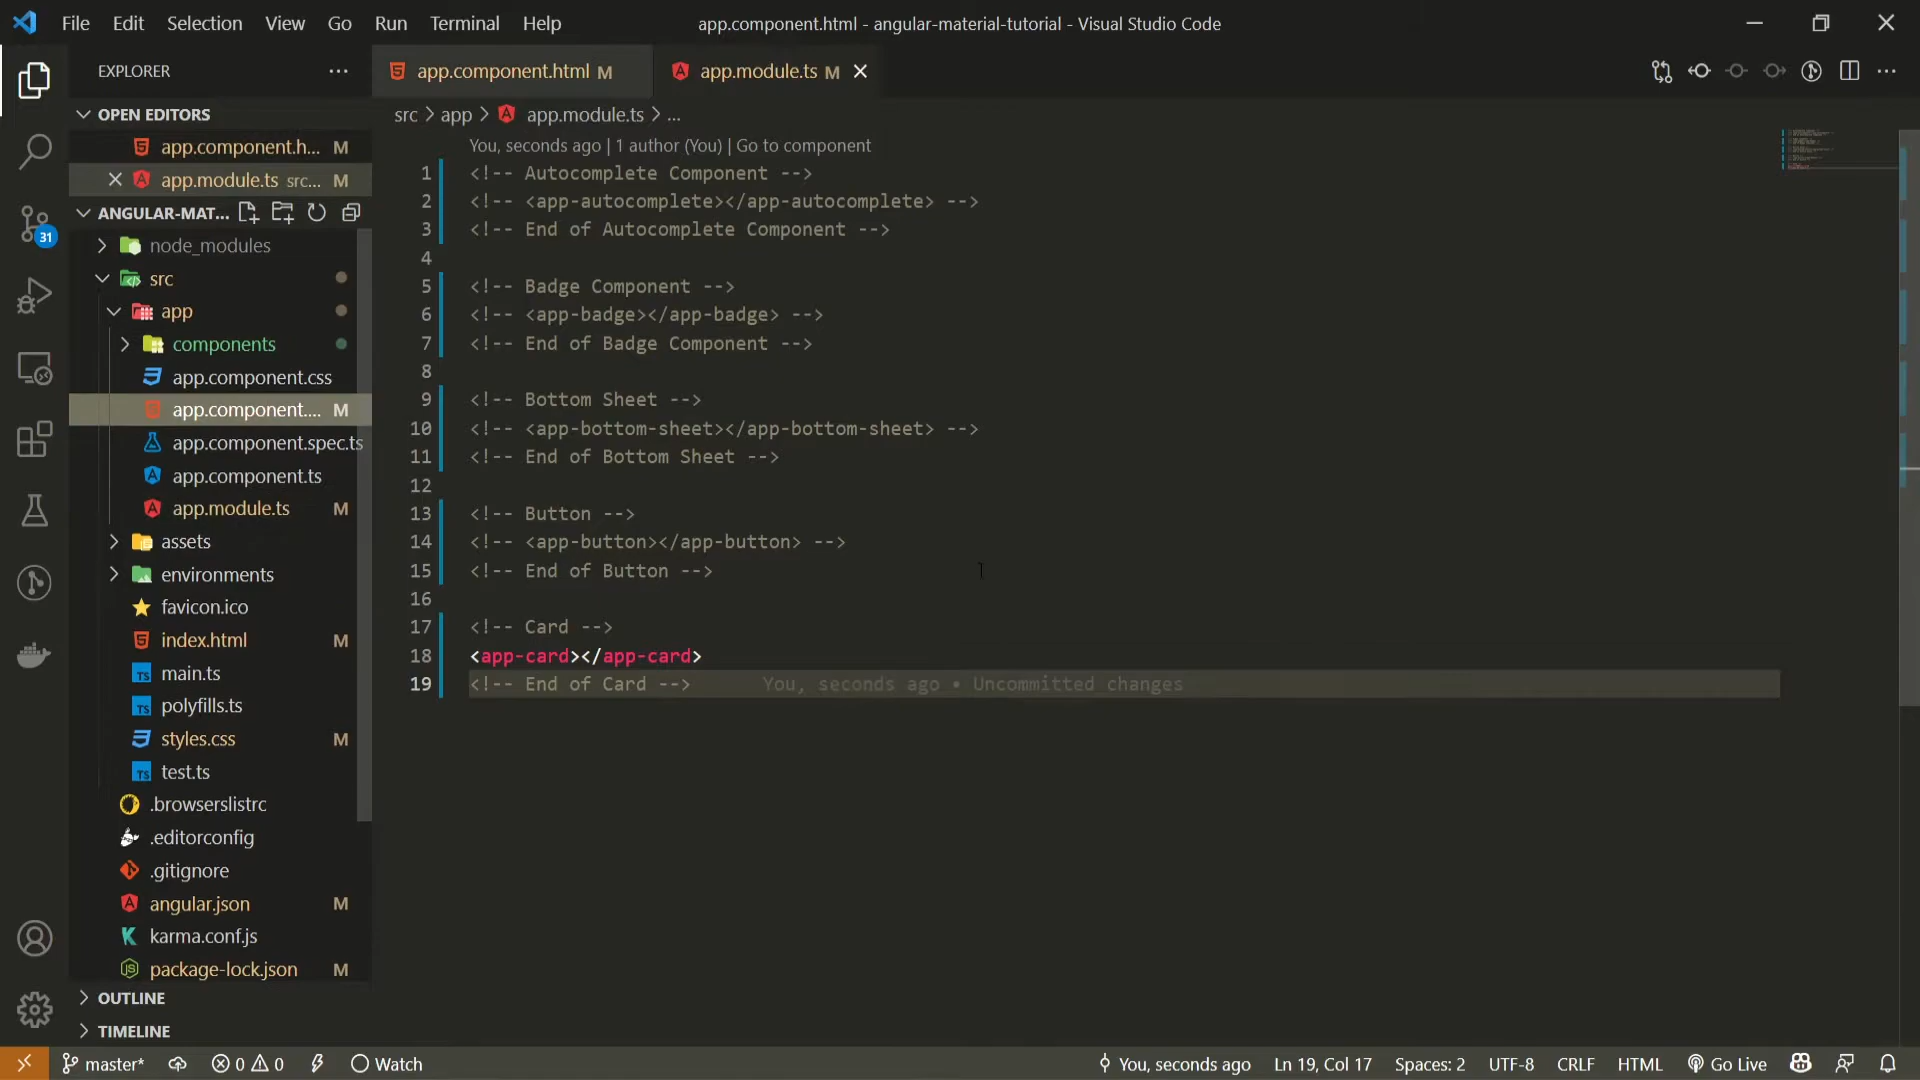 File Edit Selection View Go Run Terminal Help
app.component.html - angular-material-tutorial - Visual Studio Code
EXPLORER
OPEN EDITORS
app.component.h... M
app.module.ts src... M
ANGULAR-MAT...
node_modules
src
app
components
app.component.css
app.component.... M
app.component.spec.ts
app.component.ts
app.module.ts M
assets
environments
favicon.ico
index.html M
main.ts
polyfills.ts
styles.css M
test.ts
.browserslistrc
.editorconfig
.gitignore
angular.json M
karma.conf.js
package-lock.json M
OUTLINE
TIMELINE
31
app.component.html M
app.module.ts M
src > app > app.module.ts > ...
You, seconds ago | 1 author (You) | Go to component
1 <!-- Autocomplete Component -->
2 <!-- <app-autocomplete></app-autocomplete> -->
3 <!-- End of Autocomplete Component -->
4
5 <!-- Badge Component -->
6 <!-- <app-badge></app-badge> -->
7 <!-- End of Badge Component -->
8
9 <!-- Bottom Sheet -->
10 <!-- <app-bottom-sheet></app-bottom-sheet> -->
11 <!-- End of Bottom Sheet -->
12
13 <!-- Button -->
14 <!-- <app-button></app-button> -->
15 <!-- End of Button -->
16
17 <!-- Card -->
18 <app-card></app-card>
19 <!-- End of Card --> You, seconds ago • Uncommitted changes
master* 0 0 Watch
You, seconds ago Ln 19, Col 17 Spaces: 2 UTF-8 CRLF HTML Go Live